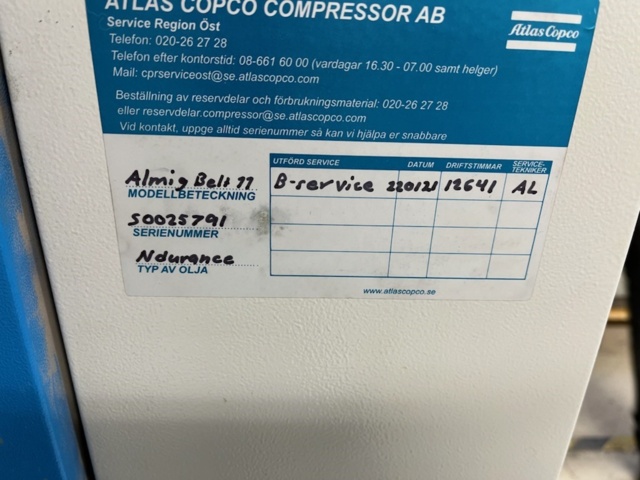 ATLAS COPCO COMPRESSOR AB
Atlas Copco
Service Region Öst
Telefon: 020-26 27 28
Telefon efter kontorstid: 08-661 60 00 (vardagar 16.30 - 07.00 samt helger)
Mail: cprserviceost@se.atlascopco.com
Beställning av reservdelar och förbrukningsmaterial: 020-26 27 28
eller reservdelar.compressor@se.atlascopco.com
Vid kontakt, uppge alltid serienummer så kan vi hjälpa er snabbare
Almig Belt 11
MODELLBETECKNING
S0025791
SERIENUMMER
Ndurance
TYP AV OLJA
UTFÖRD SERVICE DATUM DRIFTSTIMMAR SERVICE-TEKNIKER
B-service 220121 12641 AL
www.atlascopco.se